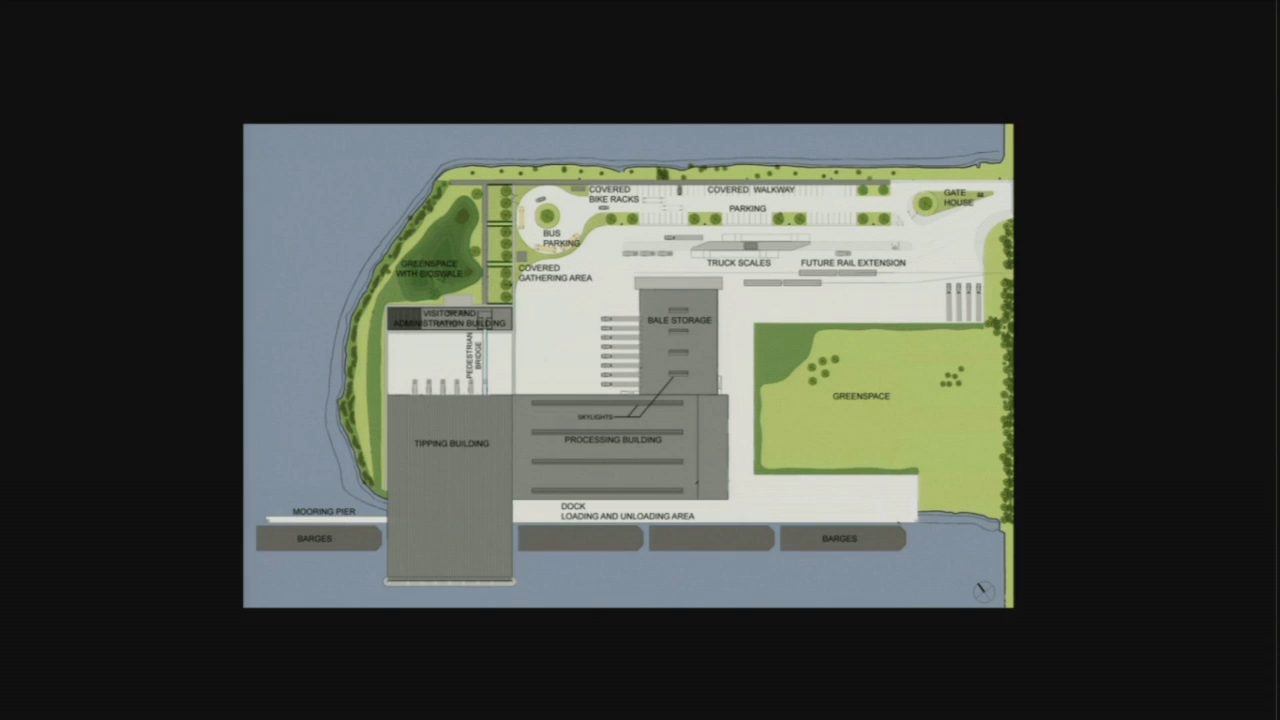 COVERED
BIKE RACKS
COVERED WALKWAY
GATE
HOUSE
PARKING
BUS
PARKING
TRUCK SCALES
FUTURE RAIL EXTENSION
GREENSPACE
WITH BIOSWALE
COVERED
GATHERING AREA
VISITOR AND
ADMINISTRATION BUILDING
PEDESTRIAN
BRIDGE
BALE STORAGE
GREENSPACE
SKYLIGHTS
TIPPING BUILDING
PROCESSING BUILDING
MOORING PIER
DOCK
LOADING AND UNLOADING AREA
BARGES
BARGES